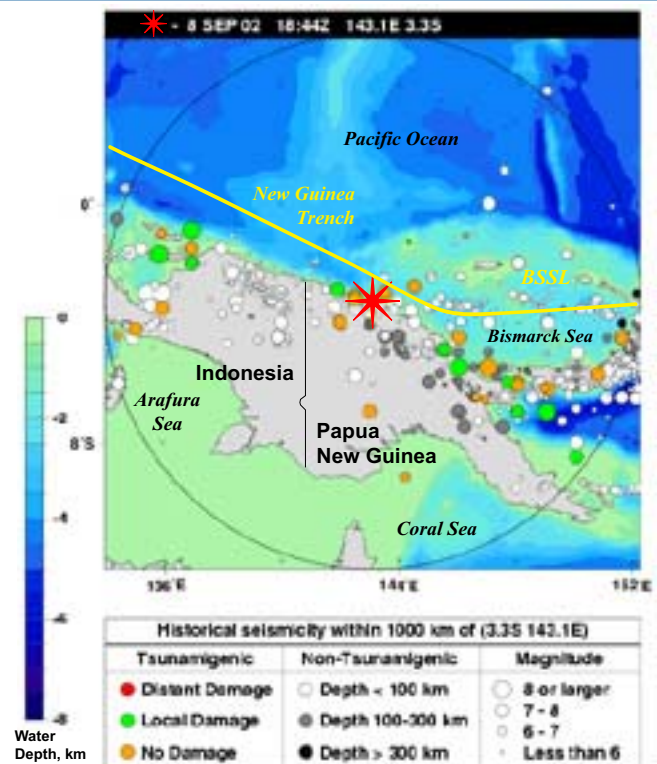 - 8 SEP 02 18:44Z 143.1E 3.3S
Pacific Ocean
New Guinea
Trench
0°
BSSL
Bismarck Sea
Indonesia
Arafura
Sea
Papua
New Guinea
8°S
Coral Sea
0
-2
-4
-6
-8
Water
Depth, km
136°E
144°E
152°E
Historical seismicity within 1000 km of (3.3S 143.1E)
Tsunamigenic
Non-Tsunamigenic
Magnitude
Distant Damage
Depth < 100 km
8 or larger
7 - 8
Local Damage
Depth 100-300 km
6 - 7
No Damage
Depth > 300 km
Less than 6